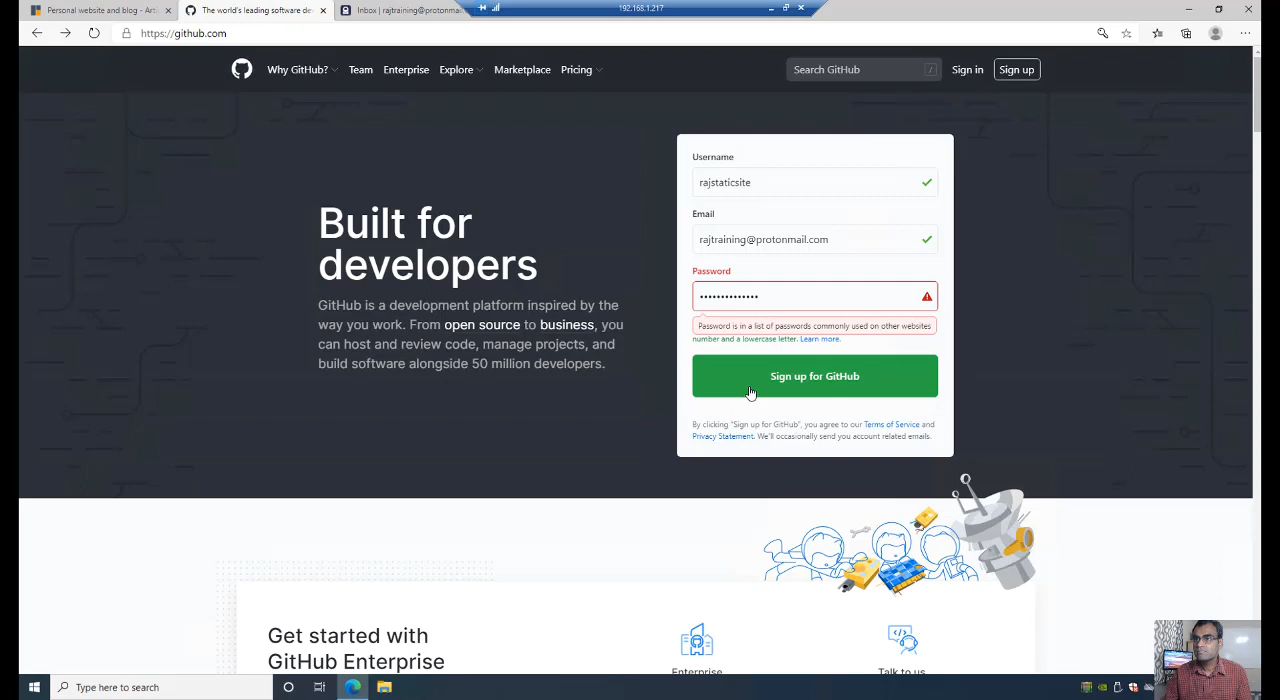 Personal website and blog - Arti
The world's leading software de
Inbox | rajtraining@protonma
192.168.1.217
https://github.com
Why GitHub?
Team
Enterprise
Explore
Marketplace
Pricing
Search GitHub
/
Sign in
Sign up
Built for
developers
GitHub is a development platform inspired by the
way you work. From open source to business, you
can host and review code, manage projects, and
build software alongside 50 million developers.
Username
rajstaticsite
Email
rajtraining@protonmail.com
Password
••••••••••••••
Password is in a list of passwords commonly used on other websites
number and a lowercase letter. Learn more.
Sign up for GitHub
By clicking "Sign up for GitHub", you agree to our Terms of Service and
Privacy Statement. We'll occasionally send you account related emails.
Get started with
GitHub Enterprise
Enterprise
Talk to us
Type here to search